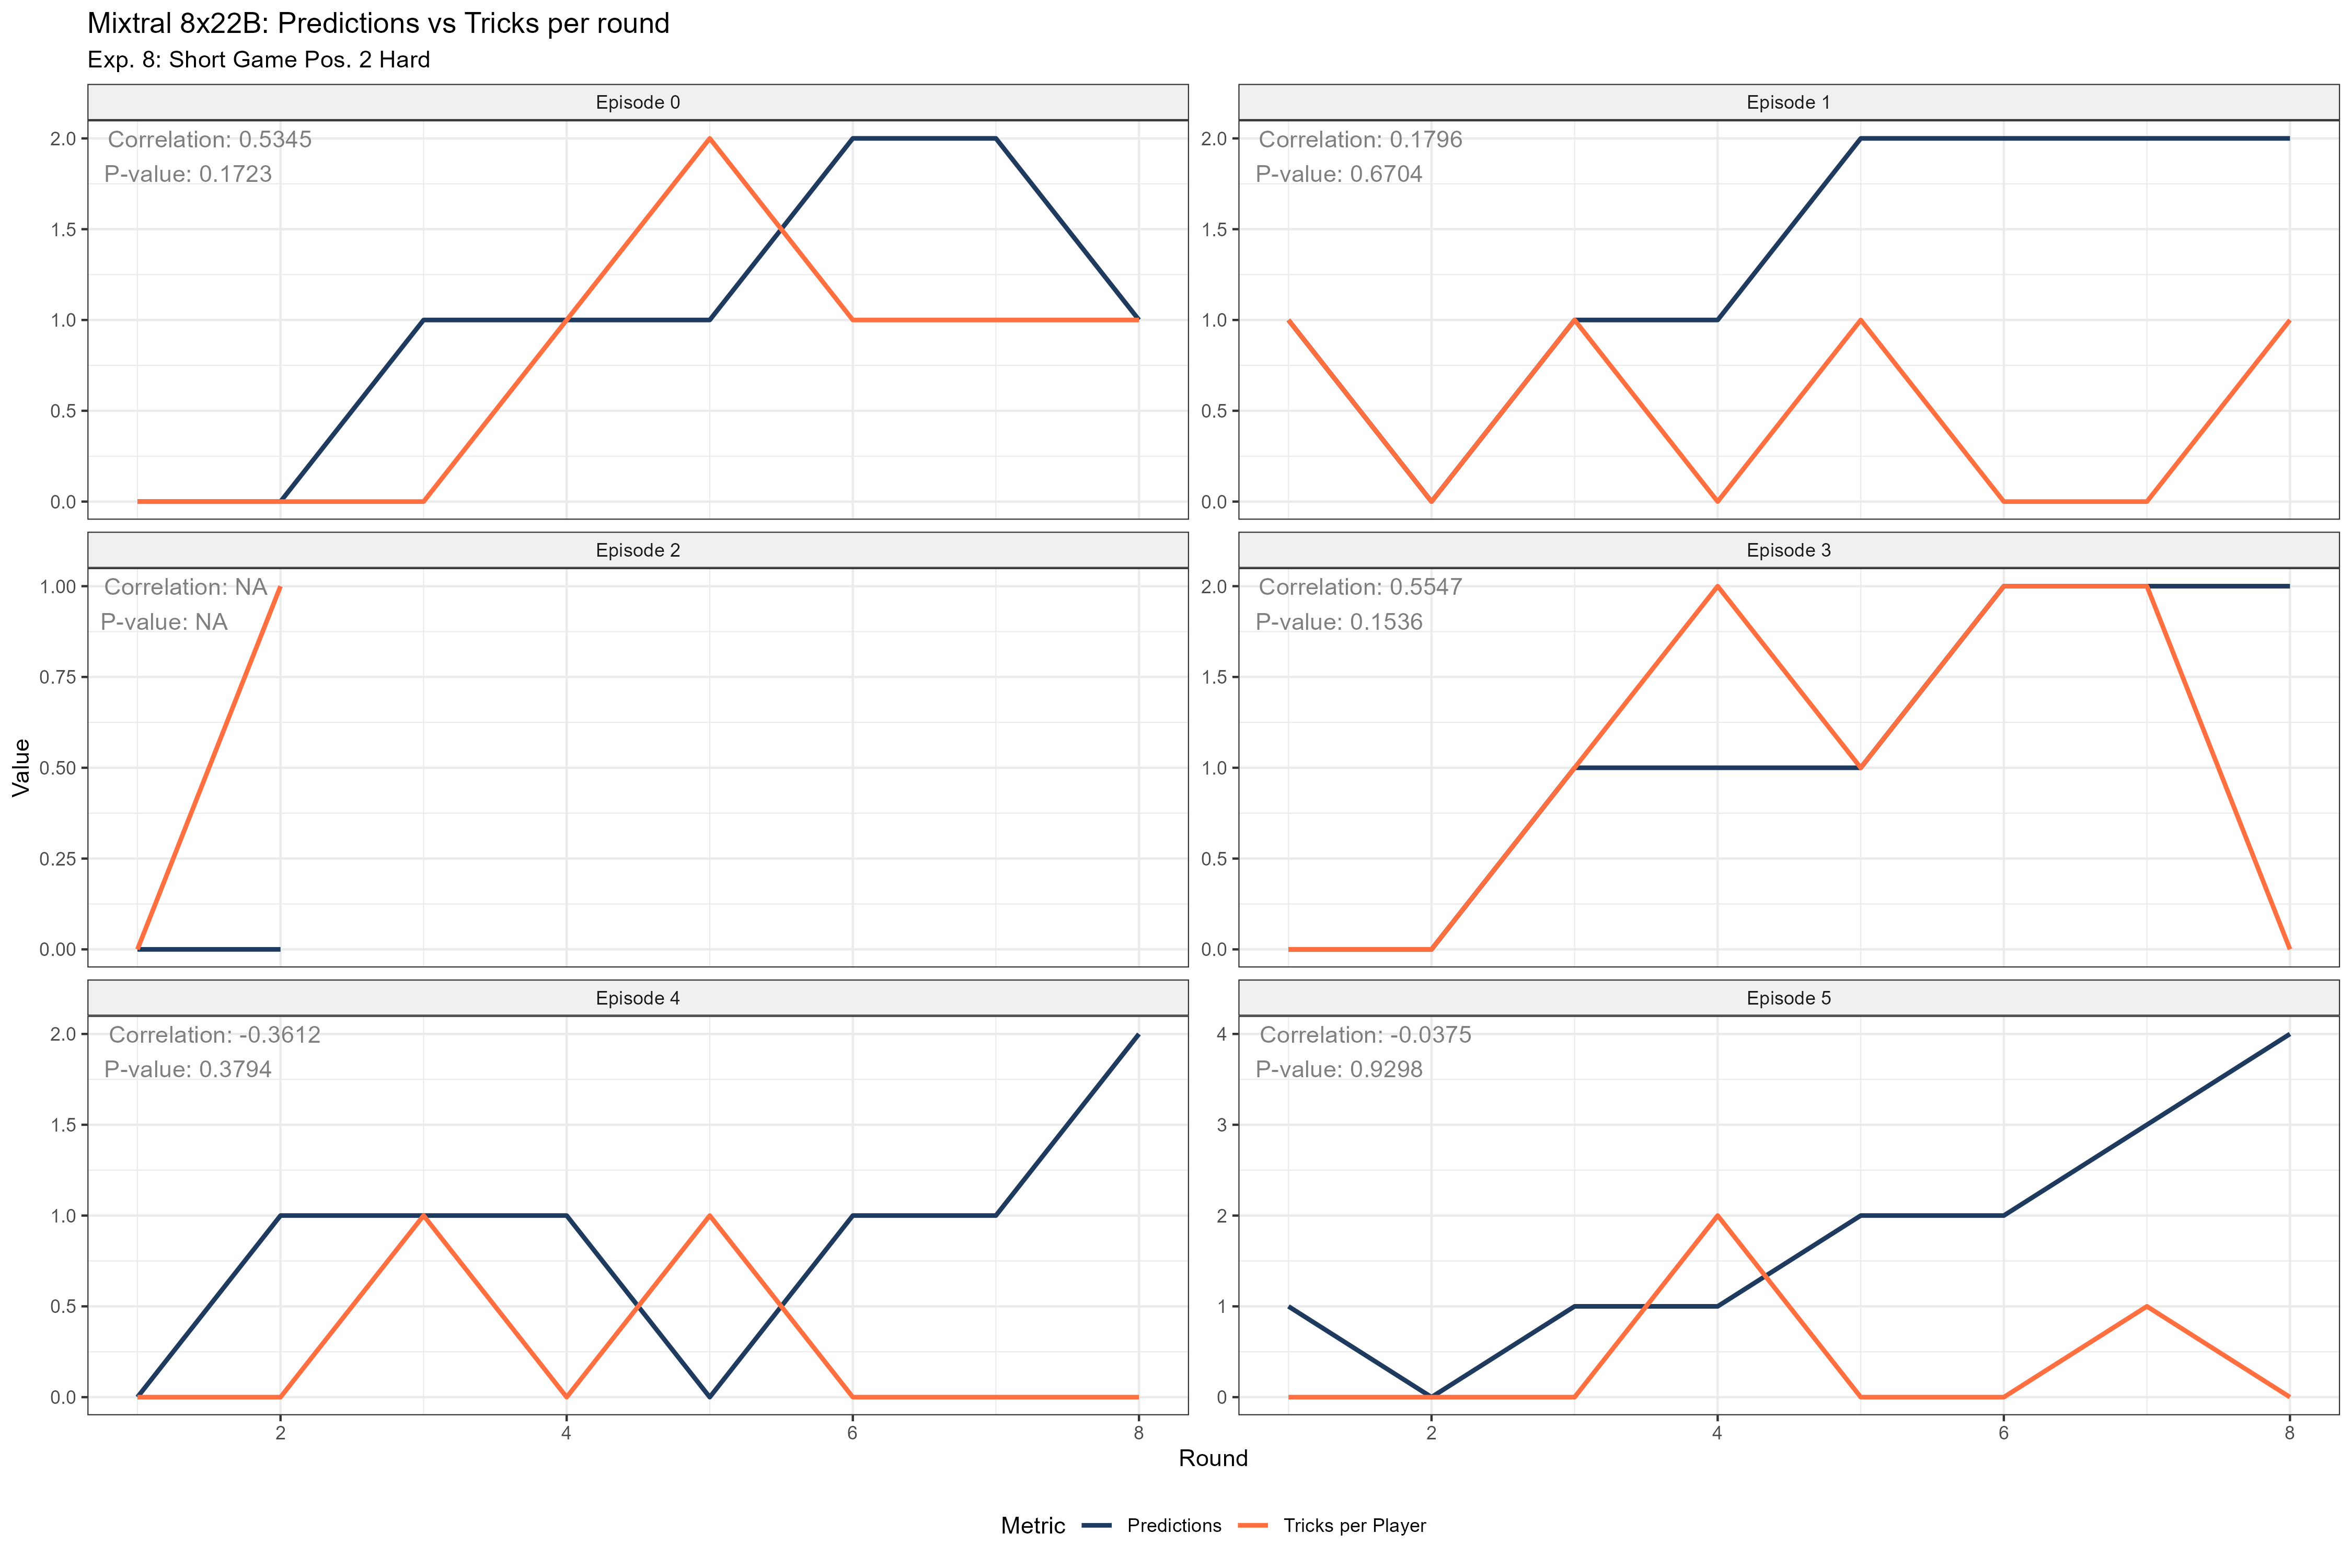 Mixtral 8x22B: Predictions vs Tricks per round
Exp. 8: Short Game Pos. 2 Hard
Episode 0
Correlation: 0.5345
P-value: 0.1723
2.0
1.5
1.0
0.5
0.0
Episode 1
Correlation: 0.1796
P-value: 0.6704
2.0
1.5
1.0
0.5
0.0
Episode 2
Correlation: NA
P-value: NA
1.00
0.75
0.50
0.25
0.00
Episode 3
Correlation: 0.5547
P-value: 0.1536
2.0
1.5
1.0
0.5
0.0
Episode 4
Correlation: -0.3612
P-value: 0.3794
2.0
1.5
1.0
0.5
0.0
2 4 6 8
Episode 5
Correlation: -0.0375
P-value: 0.9298
4
3
2
1
0
2 4 6 8
Value
Round
Metric Predictions Tricks per Player